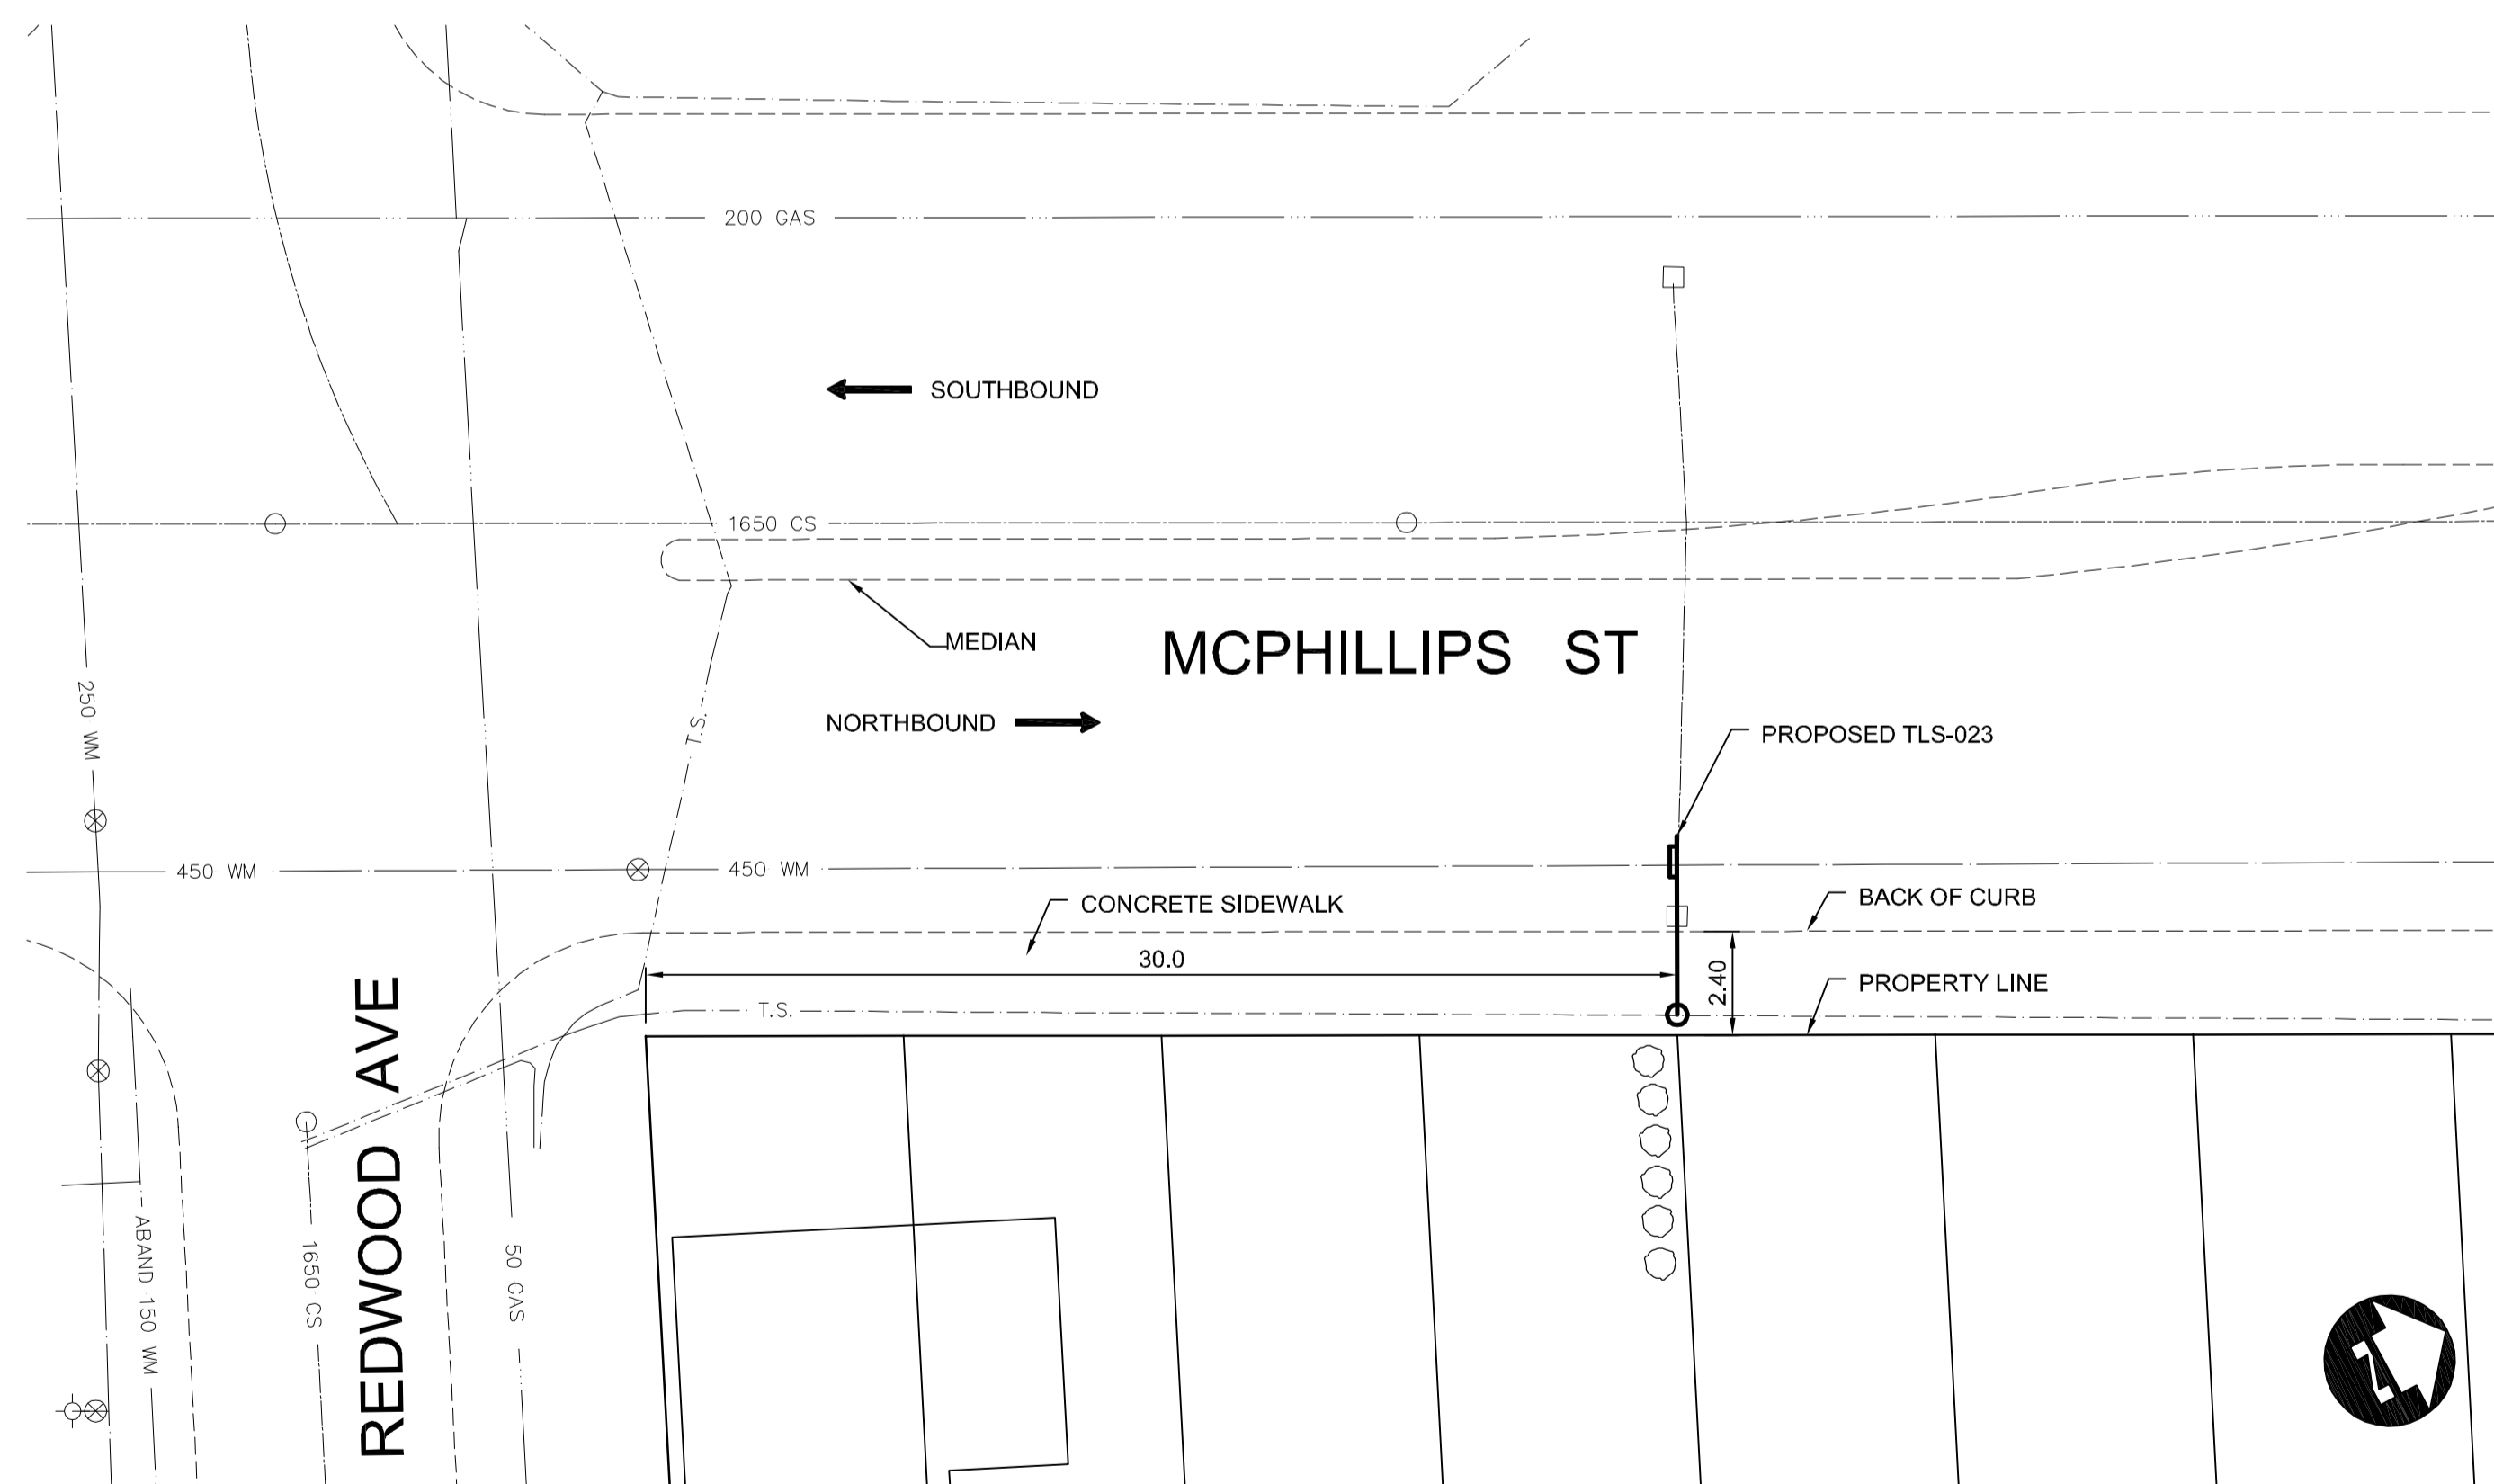 200 GAS
SOUTHBOUND
1650 CS
MEDIAN
MCPHILLIPS ST
250 WM
T.S.
NORTHBOUND
PROPOSED TLS-023
450 WM
450 WM
CONCRETE SIDEWALK
BACK OF CURB
30.0
2.40
PROPERTY LINE
T.S.
REDWOOD AVE
ABAND 150 WM
1650 CS
50 GAS